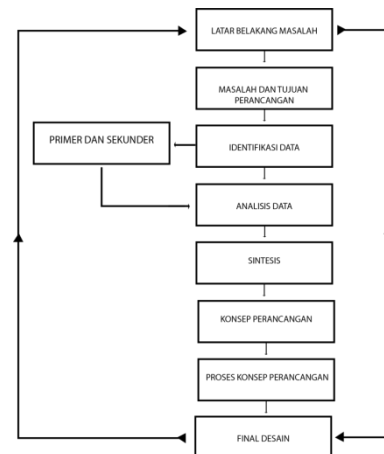 LATAR BELAKANG MASALAH
MASALAH DAN TUJUAN
PERANCANGAN
PRIMER DAN SEKUNDER
IDENTIFIKASI DATA
ANALISIS DATA
SINTESIS
KONSEP PERANCANGAN
PROSES KONSEP PERANCANGAN
FINAL DESAIN